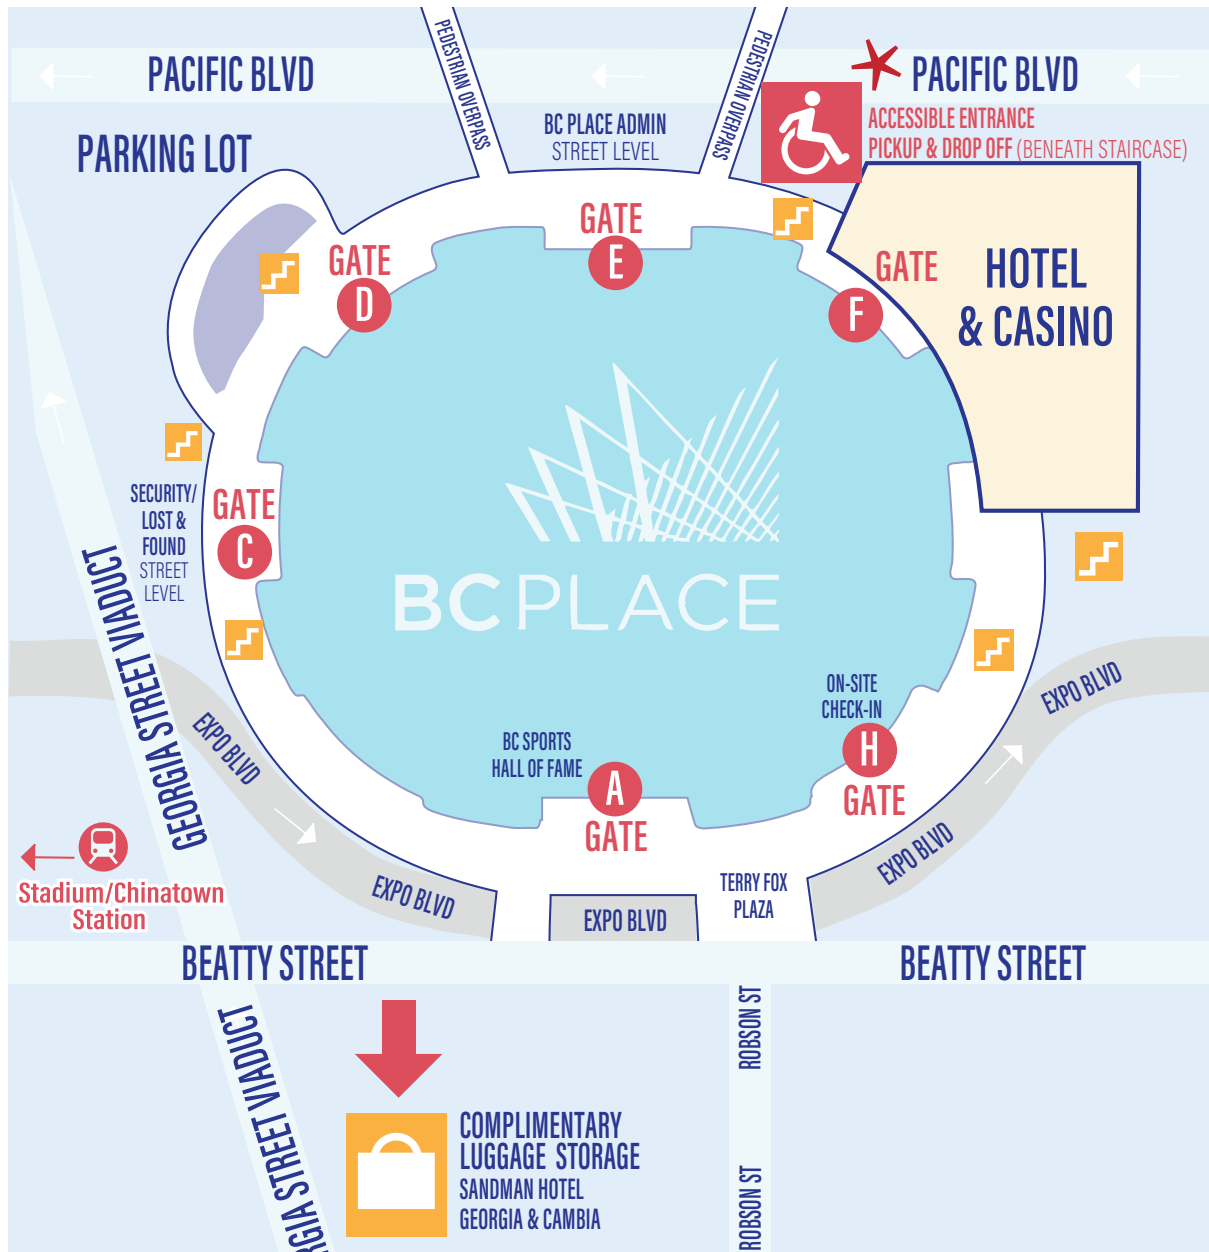 PEDESTRIAN OVERPASS
PEDESTRIAN OVERPASS
PACIFIC BLVD
PACIFIC BLVD
PARKING LOT
BC PLACE ADMIN
STREET LEVEL
ACCESSIBLE ENTRANCE
PICKUP & DROP OFF (BENEATH STAIRCASE)
GATE
E
GATE
D
GATE
F
HOTEL
& CASINO
SECURITY/
LOST &
FOUND
STREET
LEVEL
GATE
C
BC PLACE
GEORGIA STREET VIADUCT
EXPO BLVD
EXPO BLVD
ON-SITE
CHECK-IN
H
GATE
BC SPORTS
HALL OF FAME
A
GATE
Stadium/Chinatown
Station
EXPO BLVD
EXPO BLVD
TERRY FOX
PLAZA
EXPO BLVD
BEATTY STREET
BEATTY STREET
GEORGIA STREET VIADUCT
ROBSON ST
COMPLIMENTARY
LUGGAGE STORAGE
SANDMAN HOTEL
GEORGIA & CAMBIA
RGIA STREET VIADUCT
ROBSON ST